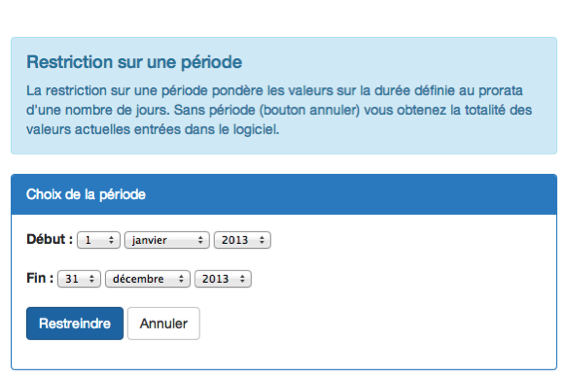 Restriction sur une période
La restriction sur une période pondère les valeurs sur la durée définie au prorata
d'une nombre de jours. Sans période (bouton annuler) vous obtenez la totalité des
valeurs actuelles entrées dans le logiciel.
Choix de la période
Début : 1 janvier 2013
Fin : 31 décembre 2013
Restreindre Annuler